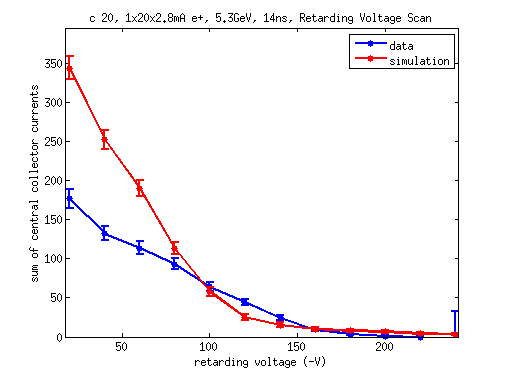 c 20, 1x20x2.8mA e+, 5.3GeV, 14ns, Retarding Voltage Scan
data
simulation
sum of central collector currents
350
300
250
200
150
100
50
0
50
100
150
200
retarding voltage (-V)